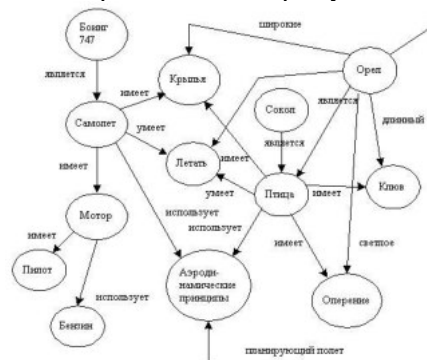 широкие
Боинг
747
Орел
является
Крылья
имеет
Сокол
является
длинный
Самолет
умеет
является
Летать
имеет
имеет
умеет
Птица
имеет
Клюв
Мотор
использует
имеет
использует
имеет
светлое
Пилот
Аэроди-
намические
принципы
использует
Оперение
Бензин
планирующий полет